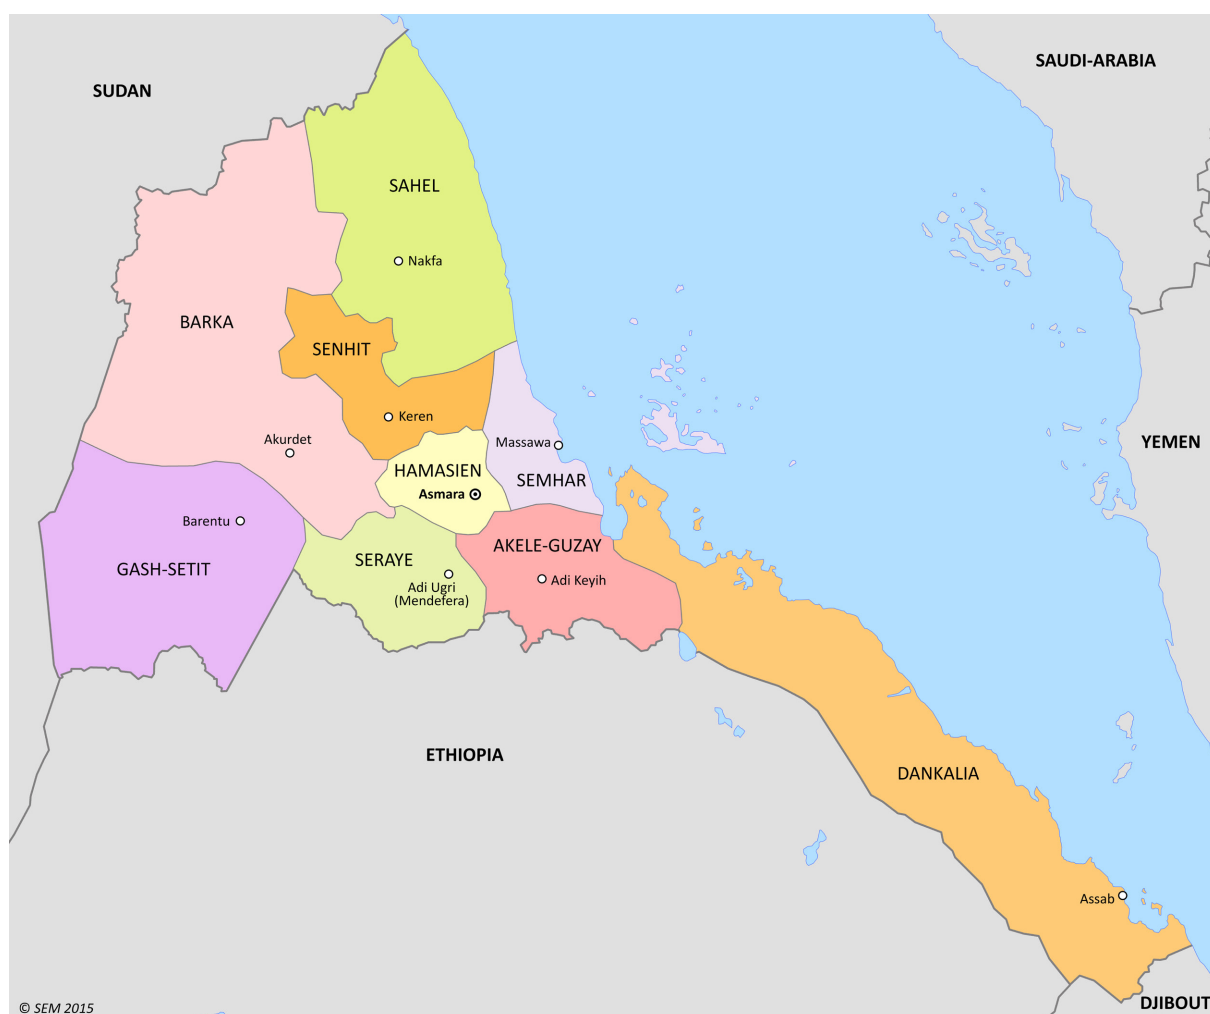 SUDAN
SAUDI-ARABIA
SAHEL
Nakfa
BARKA
SENHIT
Keren
Akurdet
Massawa
YEMEN
HAMASIEN
SEMHAR
Asmara
Barentu
AKELE-GUZAY
SERAYE
GASH-SETIT
Adi Keyih
Adi Ugri
(Mendefera)
ETHIOPIA
DANKALIA
Assab
DJIBOUT
© SEM 2015